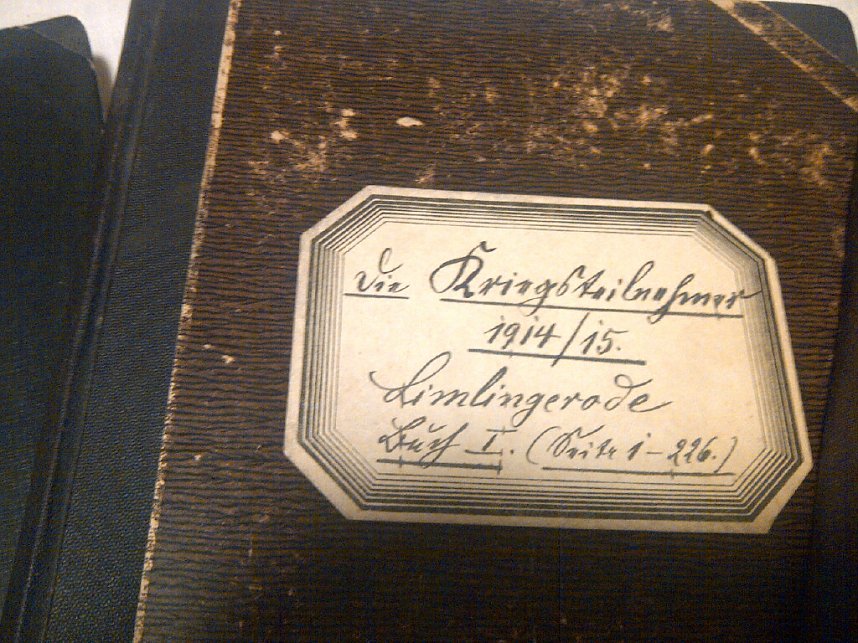 Die Kriegsteilnehmer
1914/15.
Limlingerode
Buch I. (Seite 1-226.)